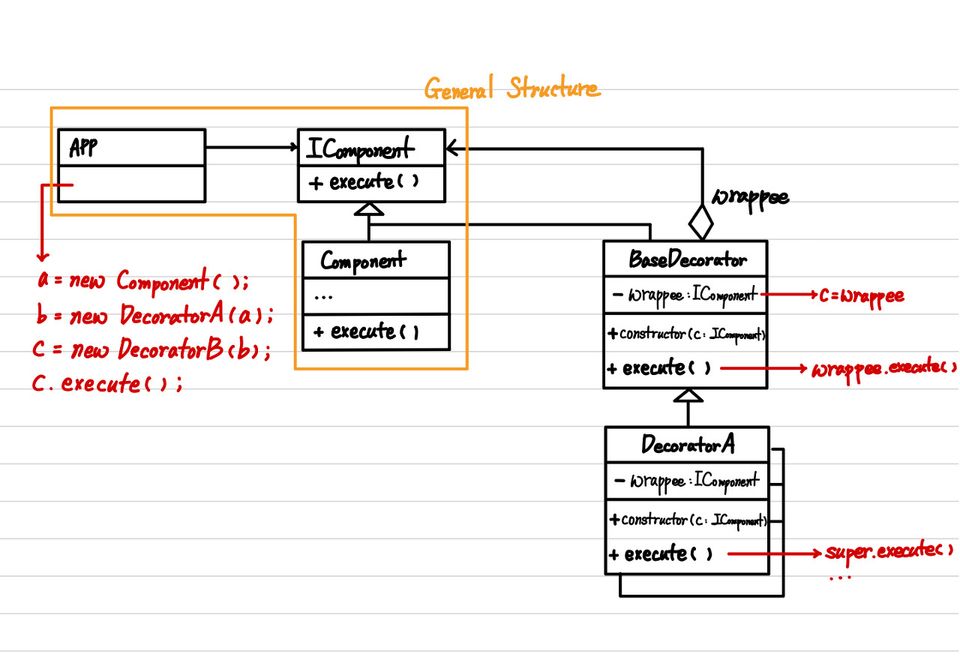 General Structure
APP
IComponent
+ execute()
wrappee
a = new Component();
b = new DecoratorA(a);
c = new DecoratorB(b);
c.execute();
Component
...
+ execute()
BaseDecorator
- wrappee: IComponent
c=wrappee
+constructor(c: IComponent)
+ execute()
wrappee.execute()
DecoratorA
- wrappee: IComponent
+constructor(c: IComponent)
+ execute()
super.execute()
...